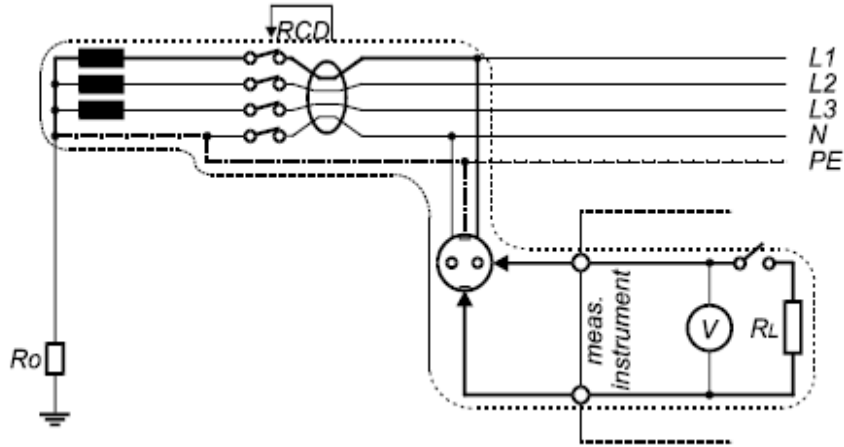 RCD
L1
L2
L3
N
PE
Ro
meas.
instrument
V
RL